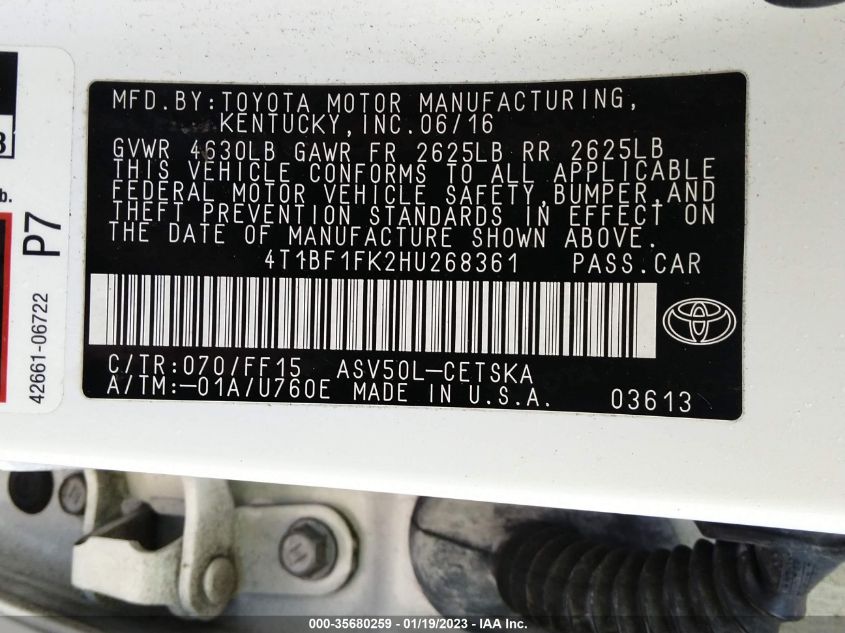 MFD.BY:TOYOTA MOTOR MANUFACTURING,
KENTUCKY,INC.06/16
GVWR 4630LB GAWR FR 2625LB RR 2625LB
THIS VEHICLE CONFORMS TO ALL APPLICABLE
FEDERAL MOTOR VEHICLE SAFETY,BUMPER,AND
THEFT PREVENTION STANDARDS IN EFFECT ON
THE DATE OF MANUFACTURE SHOWN ABOVE.
4T1BF1FK2HU268361 PASS.CAR
C/TR:070/FF15 ASV50L-CETSKA
A/TM:-01A/U760E MADE IN U.S.A. 03613
3
b.
P7
42661-06722
000-35680259 - 01/19/2023 - IAA Inc.